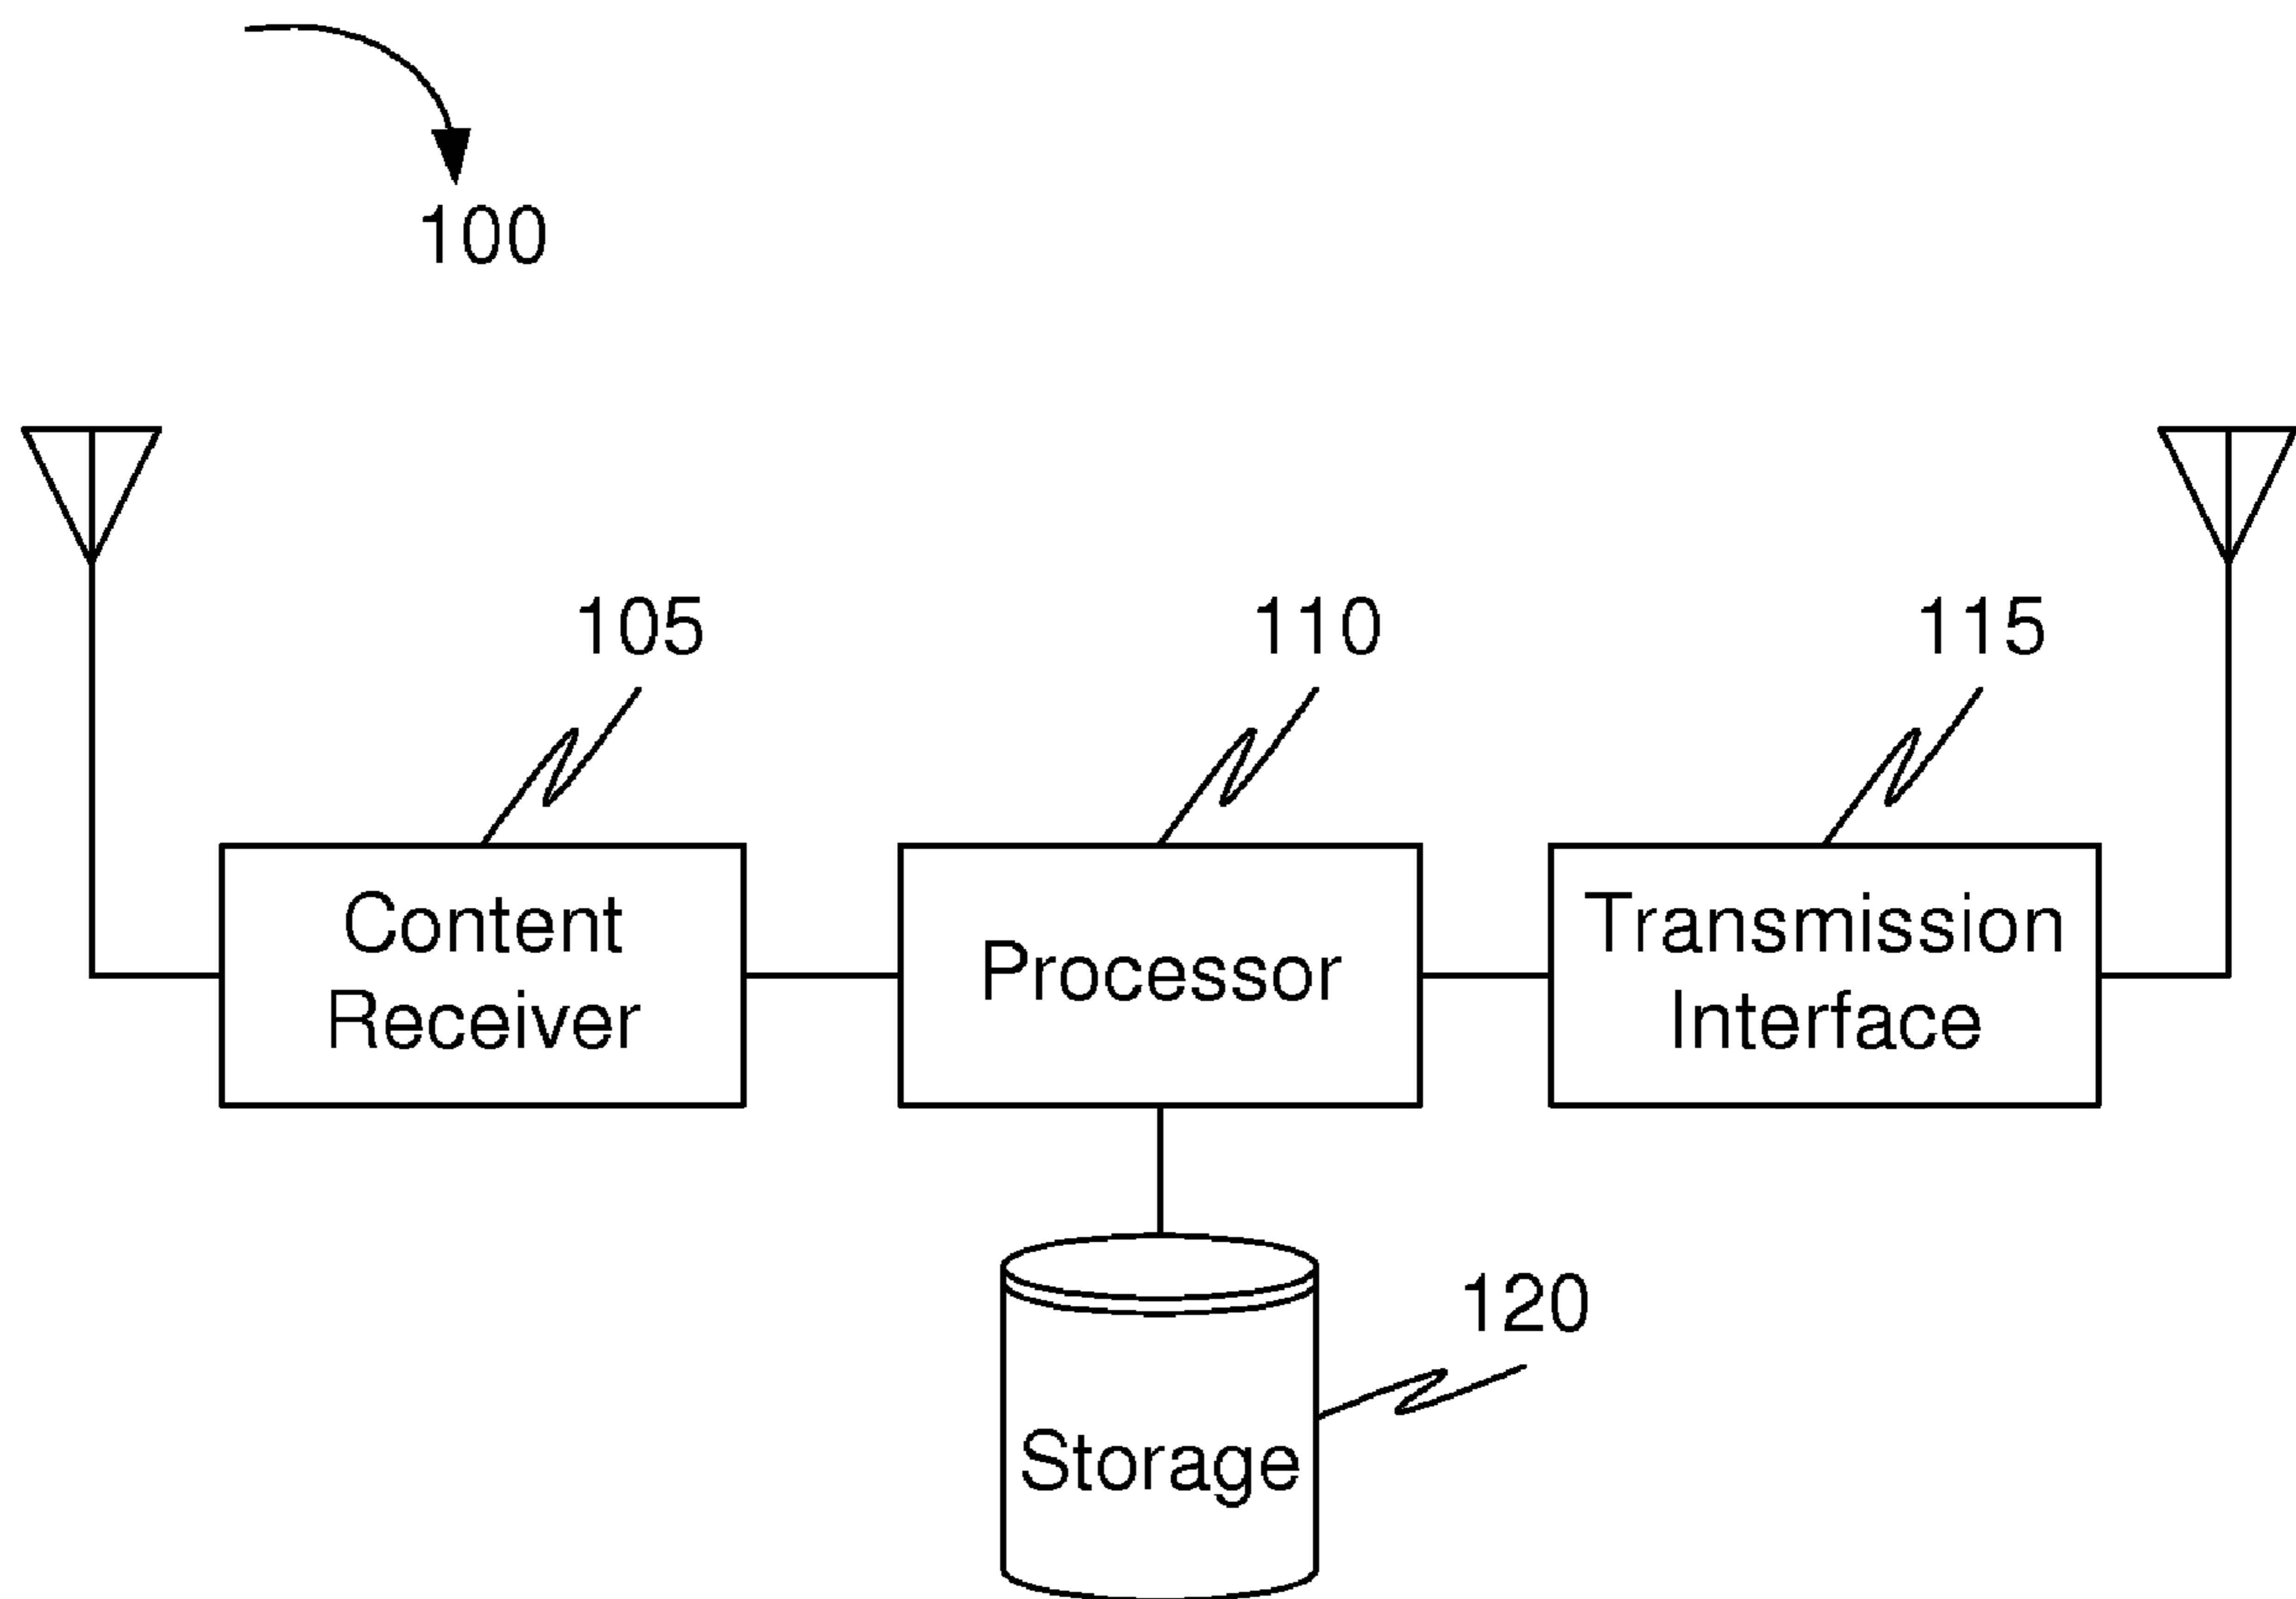 100
105
110
115
Content
Receiver
Processor
Transmission
Interface
120
Storage